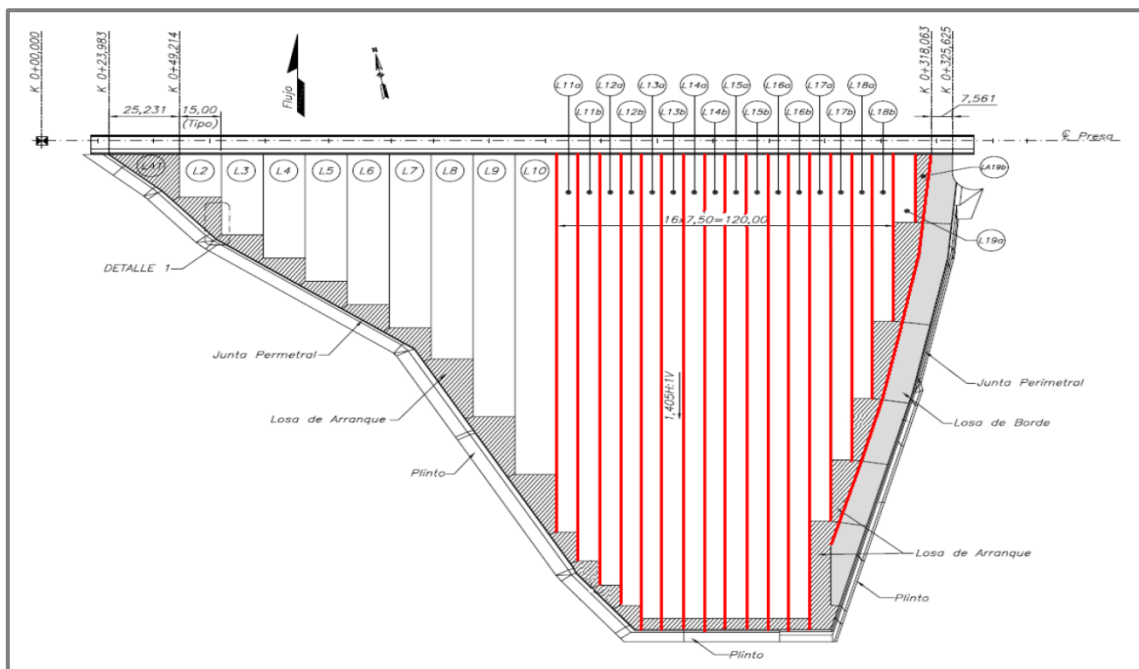 K 0+00,000
K 0+23,983
K 0+49,214
25,231
15,00
(Tipo)
Flujo
N
L11a
L12a
L13a
L14a
L15a
L16a
L17a
L18a
L11b
L12b
L13b
L14b
L15b
L16b
L17b
L18b
K 0+318,063
K 0+325,625
7,561
℄ Presa
LA1
L2
L3
L4
L5
L6
L7
L8
L9
L10
LA19b
16x7,50=120,00
L19a
DETALLE 1
Junta Permetral
Junta Perimetral
1,405H:1V
Losa de Arranque
Losa de Borde
Plinto
Losa de Arranque
Plinto
Plinto